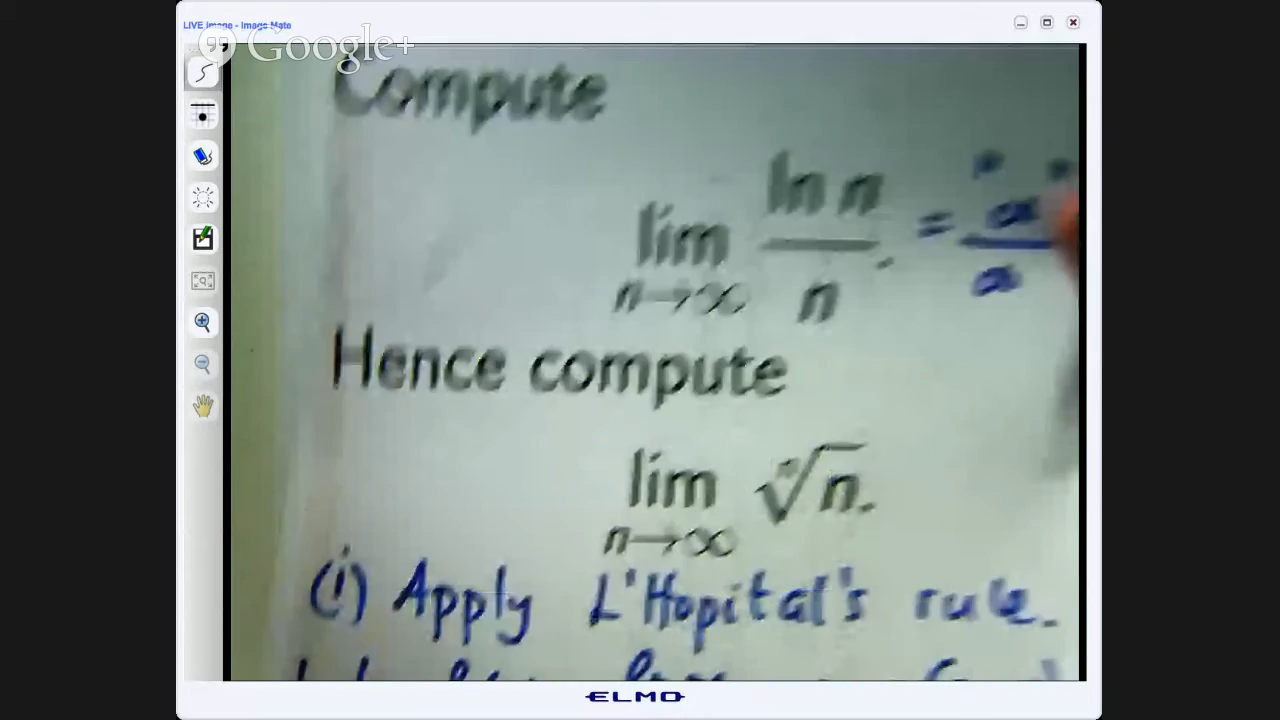 LIVE Image - Image Mate
Google+
Compute
lim n→∞ ln n / n. = "∞/∞"
Hence compute
lim n→∞ ⁿ√n.
(i) Apply L'Hopital's rule.
ELMO